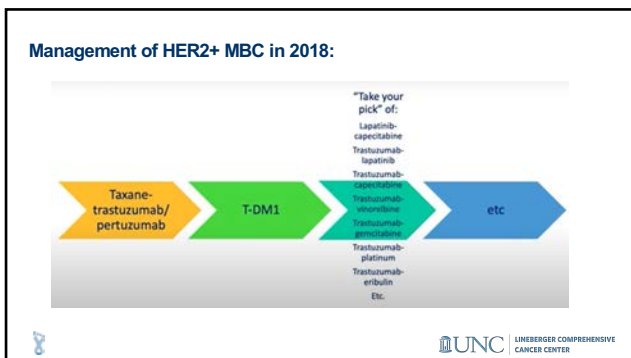 Management of HER2+ MBC in 2018:
Taxane-
trastuzumab/
pertuzumab
T-DM1
"Take your
pick" of:
Lapatinib-
capecitabine
Trastuzumab-
lapatinib
Trastuzumab-
capecitabine
Trastuzumab-
vinorelbine
Trastuzumab-
gemcitabine
Trastuzumab-
platinum
Trastuzumab-
eribulin
Etc.
etc
UNC
LINEBERGER COMPREHENSIVE
CANCER CENTER